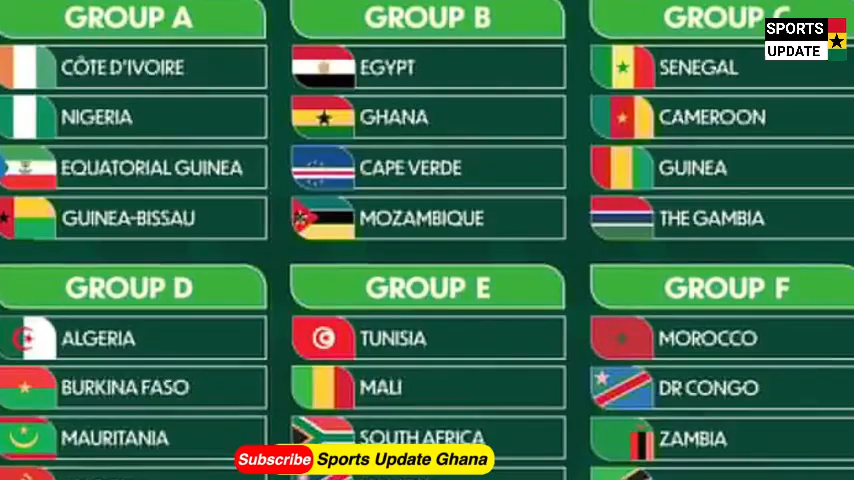 GROUP A
CÔTE D'IVOIRE
NIGERIA
EQUATORIAL GUINEA
GUINEA-BISSAU
GROUP B
EGYPT
GHANA
CAPE VERDE
MOZAMBIQUE
GROUP C
SENEGAL
CAMEROON
GUINEA
THE GAMBIA
SPORTS
UPDATE
GROUP D
ALGERIA
BURKINA FASO
MAURITANIA
GROUP E
TUNISIA
MALI
SOUTH AFRICA
GROUP F
MOROCCO
DR CONGO
ZAMBIA
Subscribe Sports Update Ghana